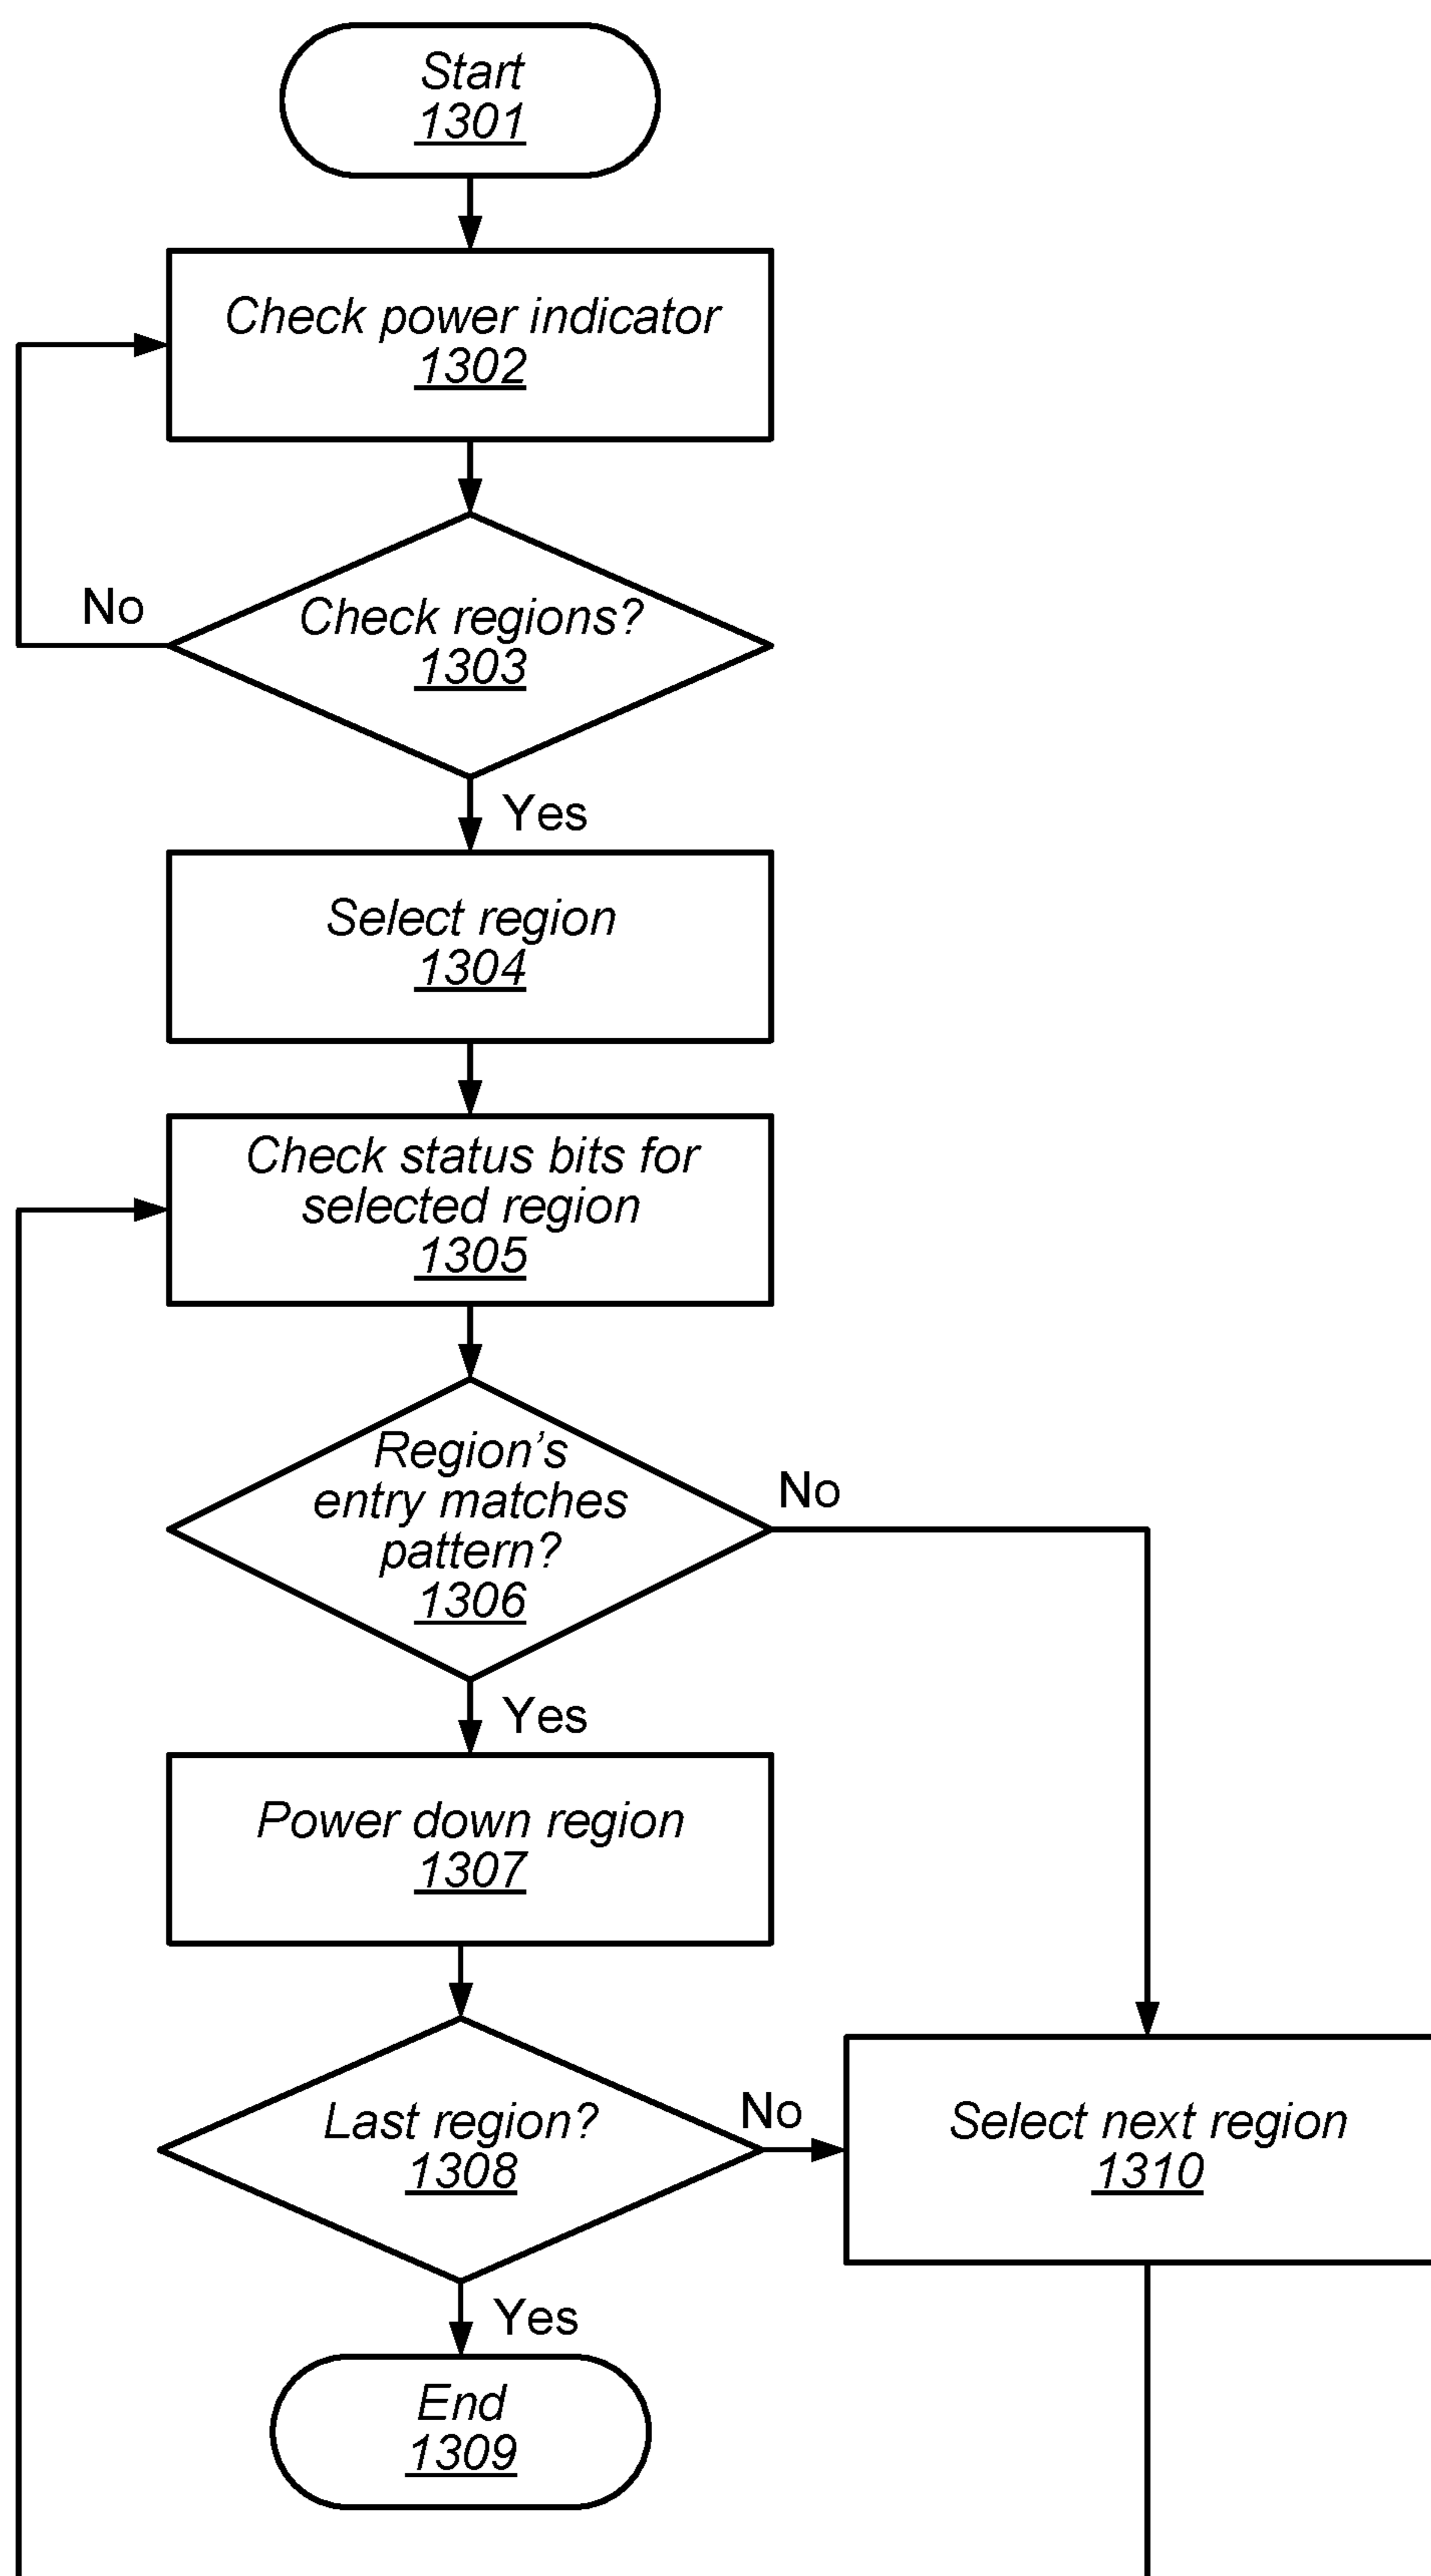 Start
1301
Check power indicator
1302
No
Check regions?
1303
Yes
Select region
1304
Check status bits for
selected region
1305
Region's
entry matches
pattern?
1306
No
Yes
Power down region
1307
Last region?
1308
No
Select next region
1310
Yes
End
1309